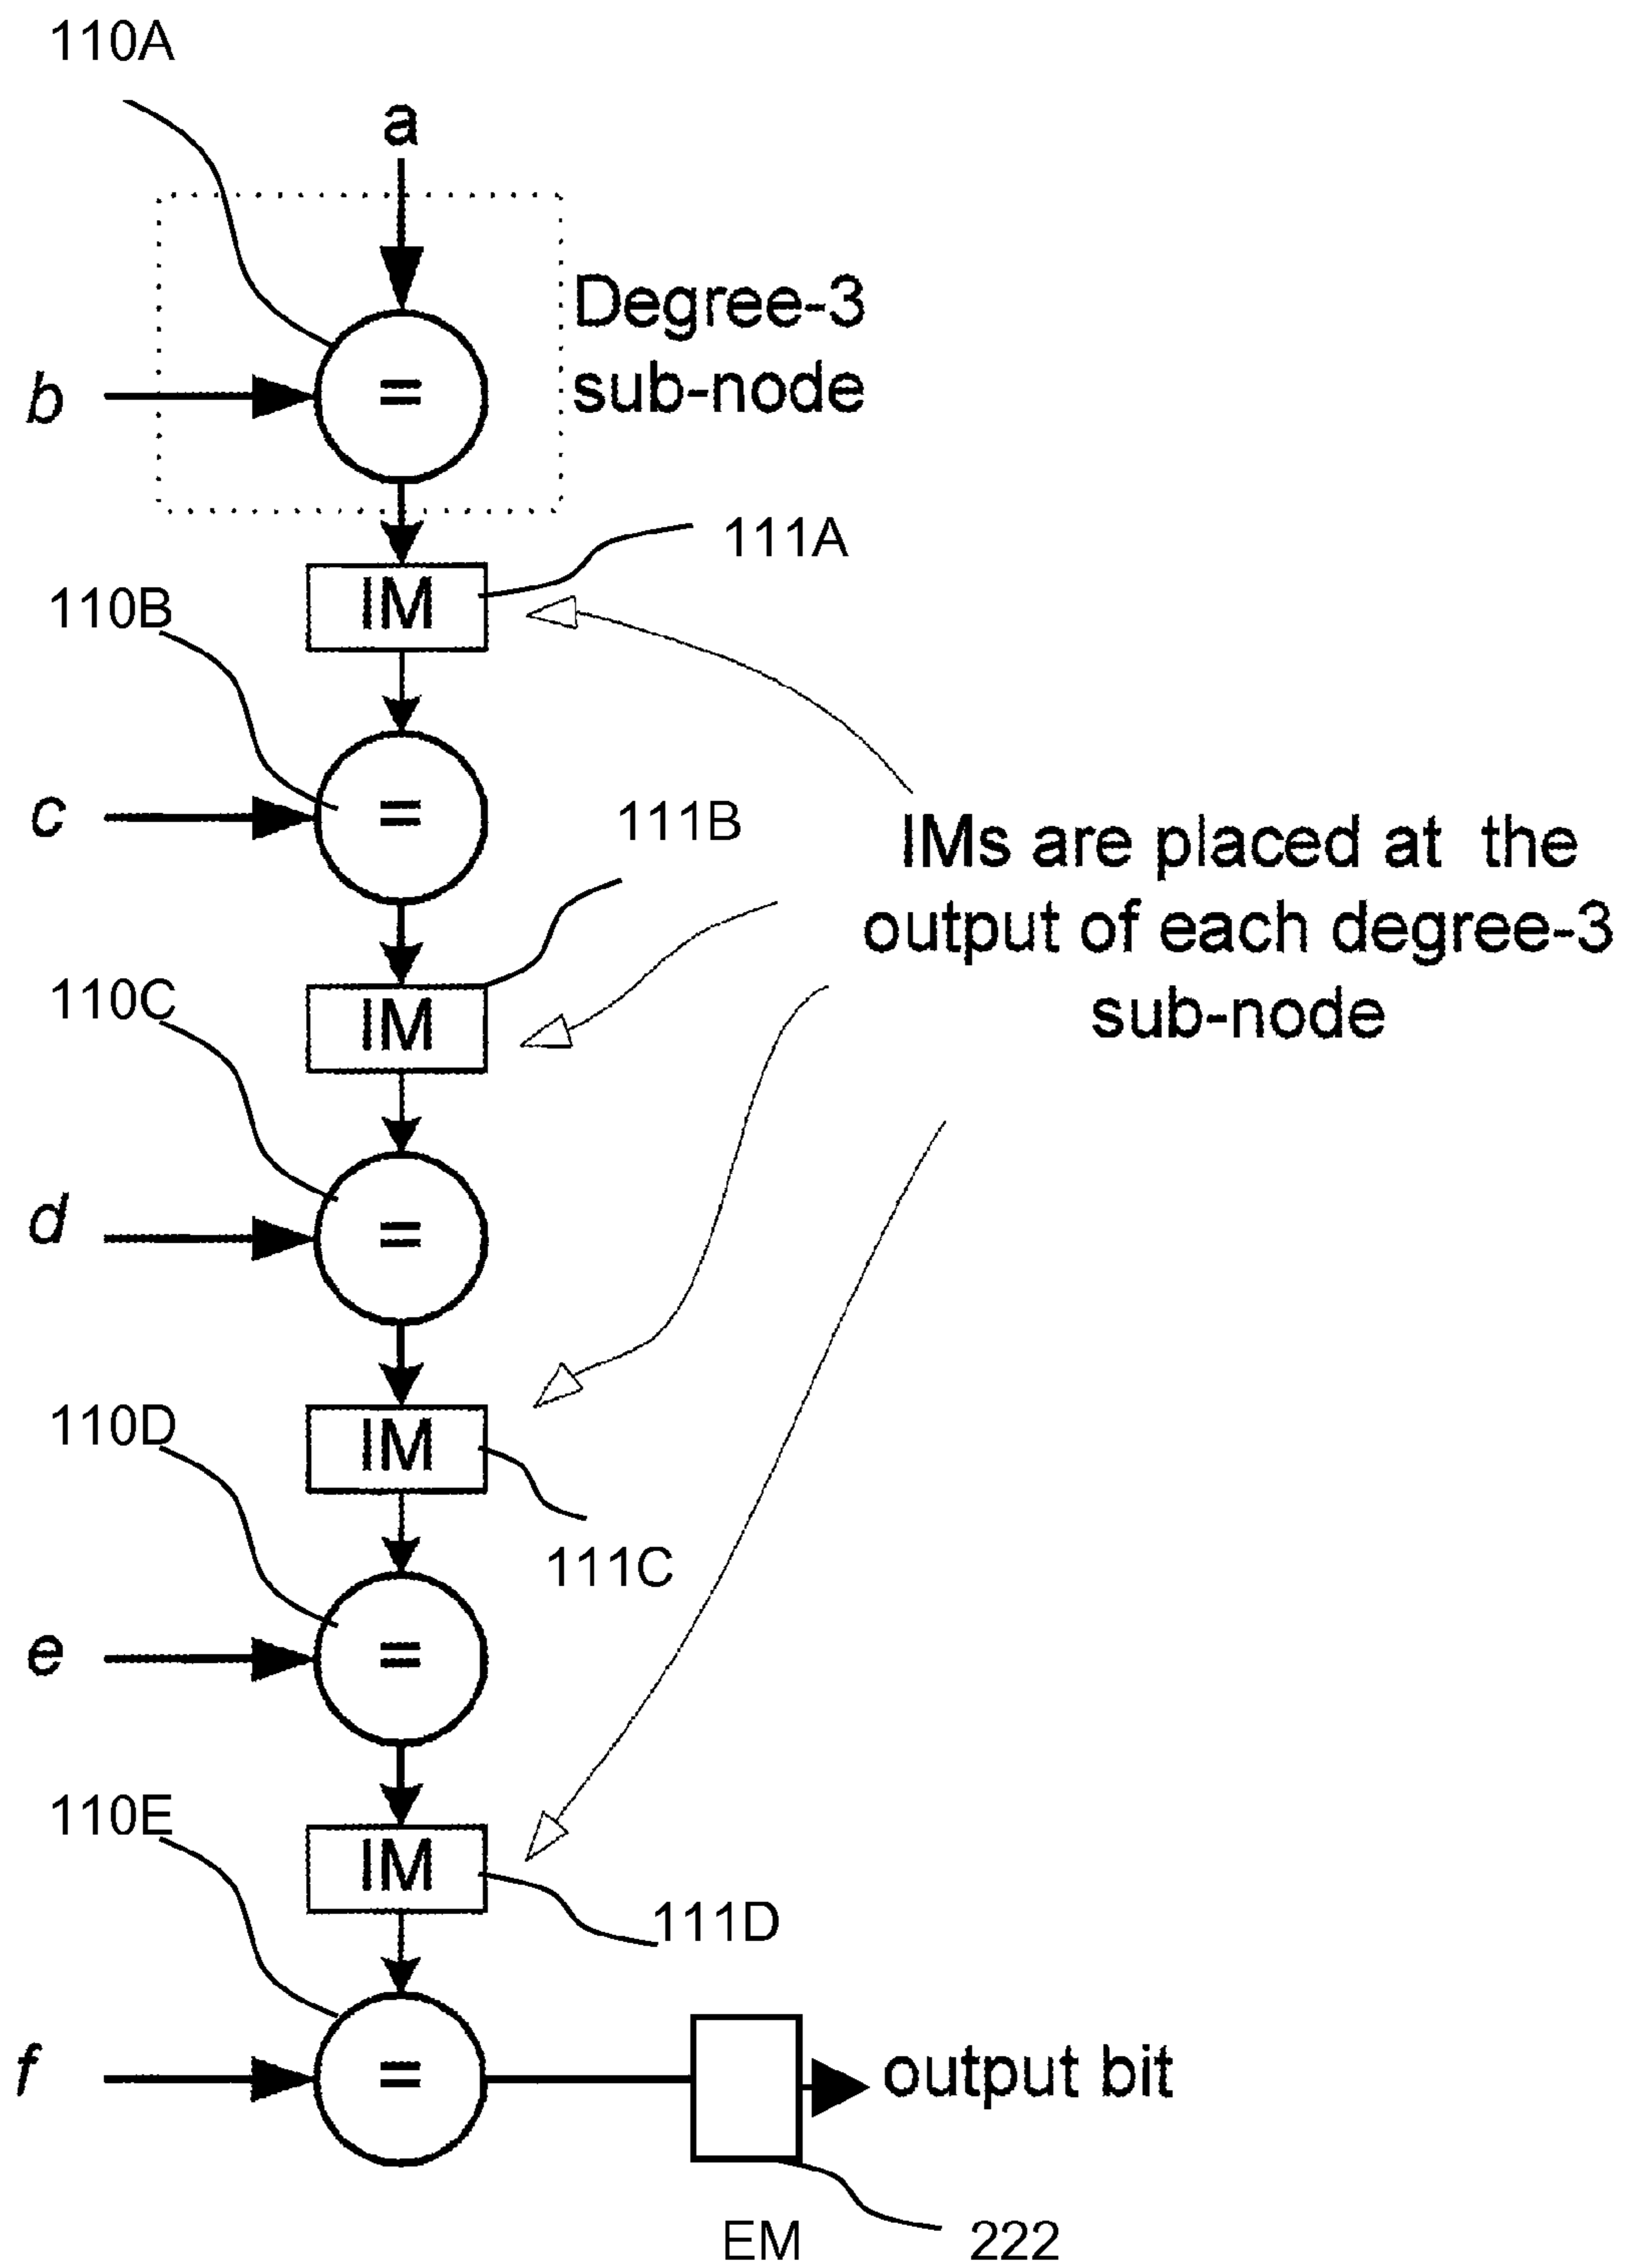 110A
a
Degree-3
sub-node
b
=
111A
IM
110B
c
=
111B
IMs are placed at the
output of each degree-3
sub-node
110C
IM
d
=
110D
IM
111C
e
=
110E
IM
111D
f
=
output bit
EM
222